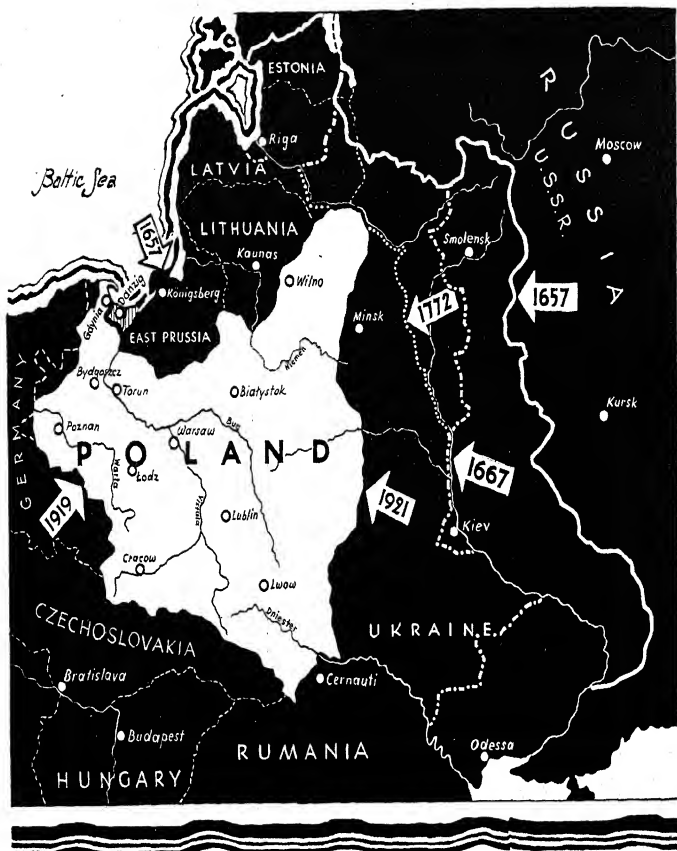 ESTONIA
RUSSIA
U.S.S.R.
Moscow
Riga
LATVIA
Baltic Sea
LITHUANIA
1657
Kaunas
Smolensk
Wilno
Königsberg
Danzig
Gdynia
1772
1657
Minsk
EAST PRUSSIA
Niemen
GERMANY
Bydgoszcz
Torun
Białystok
Kursk
Poznan
Warsaw
Bug
POLAND
Warta
Łodz
1667
1919
Vistula
1921
Lublin
Kiev
Cracow
Lwow
Dniester
CZECHOSLOVAKIA
UKRAINE
Bratislava
Cernauti
Budapest
RUMANIA
Odessa
HUNGARY